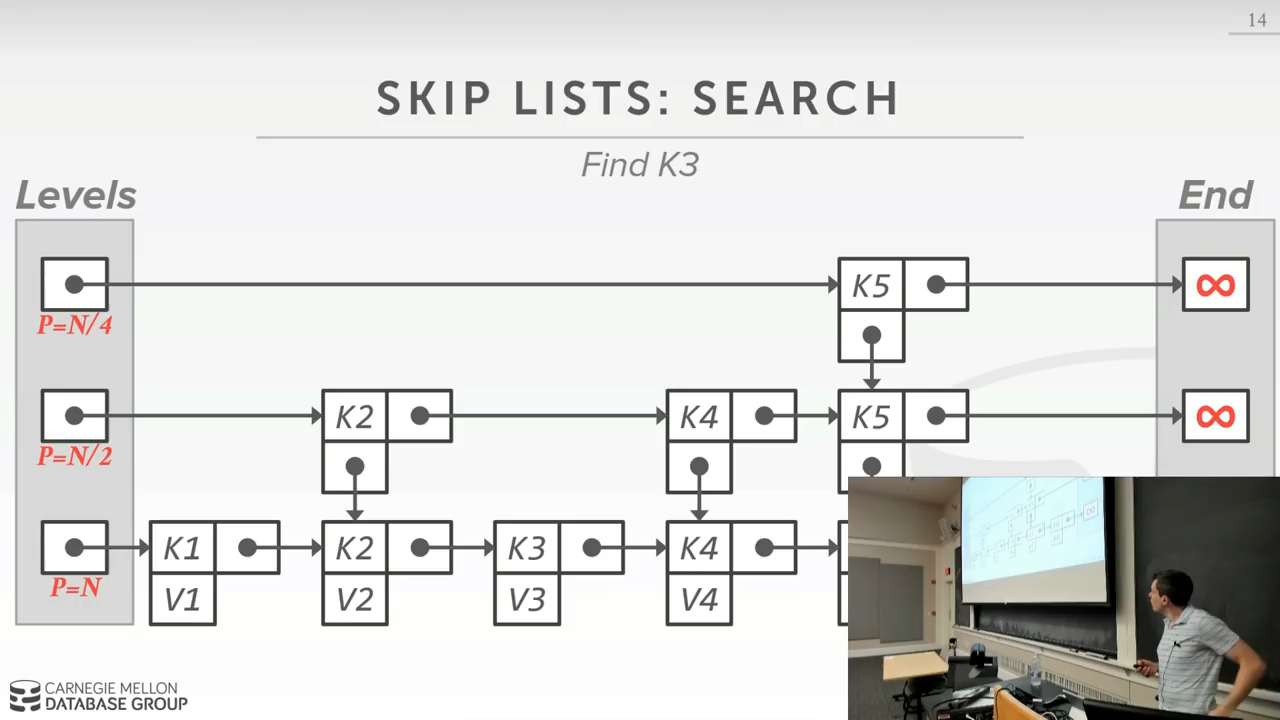 14
SKIP LISTS: SEARCH
Find K3
Levels
End
K5
∞
P=N/4
K2
K4
K5
∞
P=N/2
K1
K2
K3
K4
P=N
V1
V2
V3
V4
CARNEGIE MELLON
DATABASE GROUP